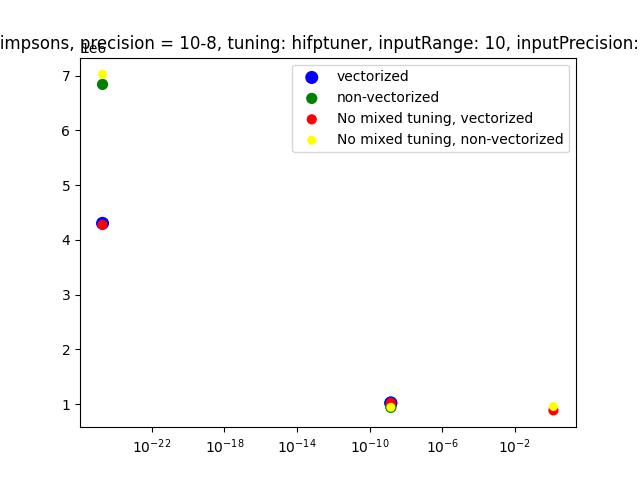 impsons, precision = 10-8, tuning: hifptuner, inputRange: 10, inputPrecision:
1e6
7
6
5
4
3
2
1
vectorized
non-vectorized
No mixed tuning, vectorized
No mixed tuning, non-vectorized
10⁻²² 10⁻¹⁸ 10⁻¹⁴ 10⁻¹⁰ 10⁻⁶ 10⁻²